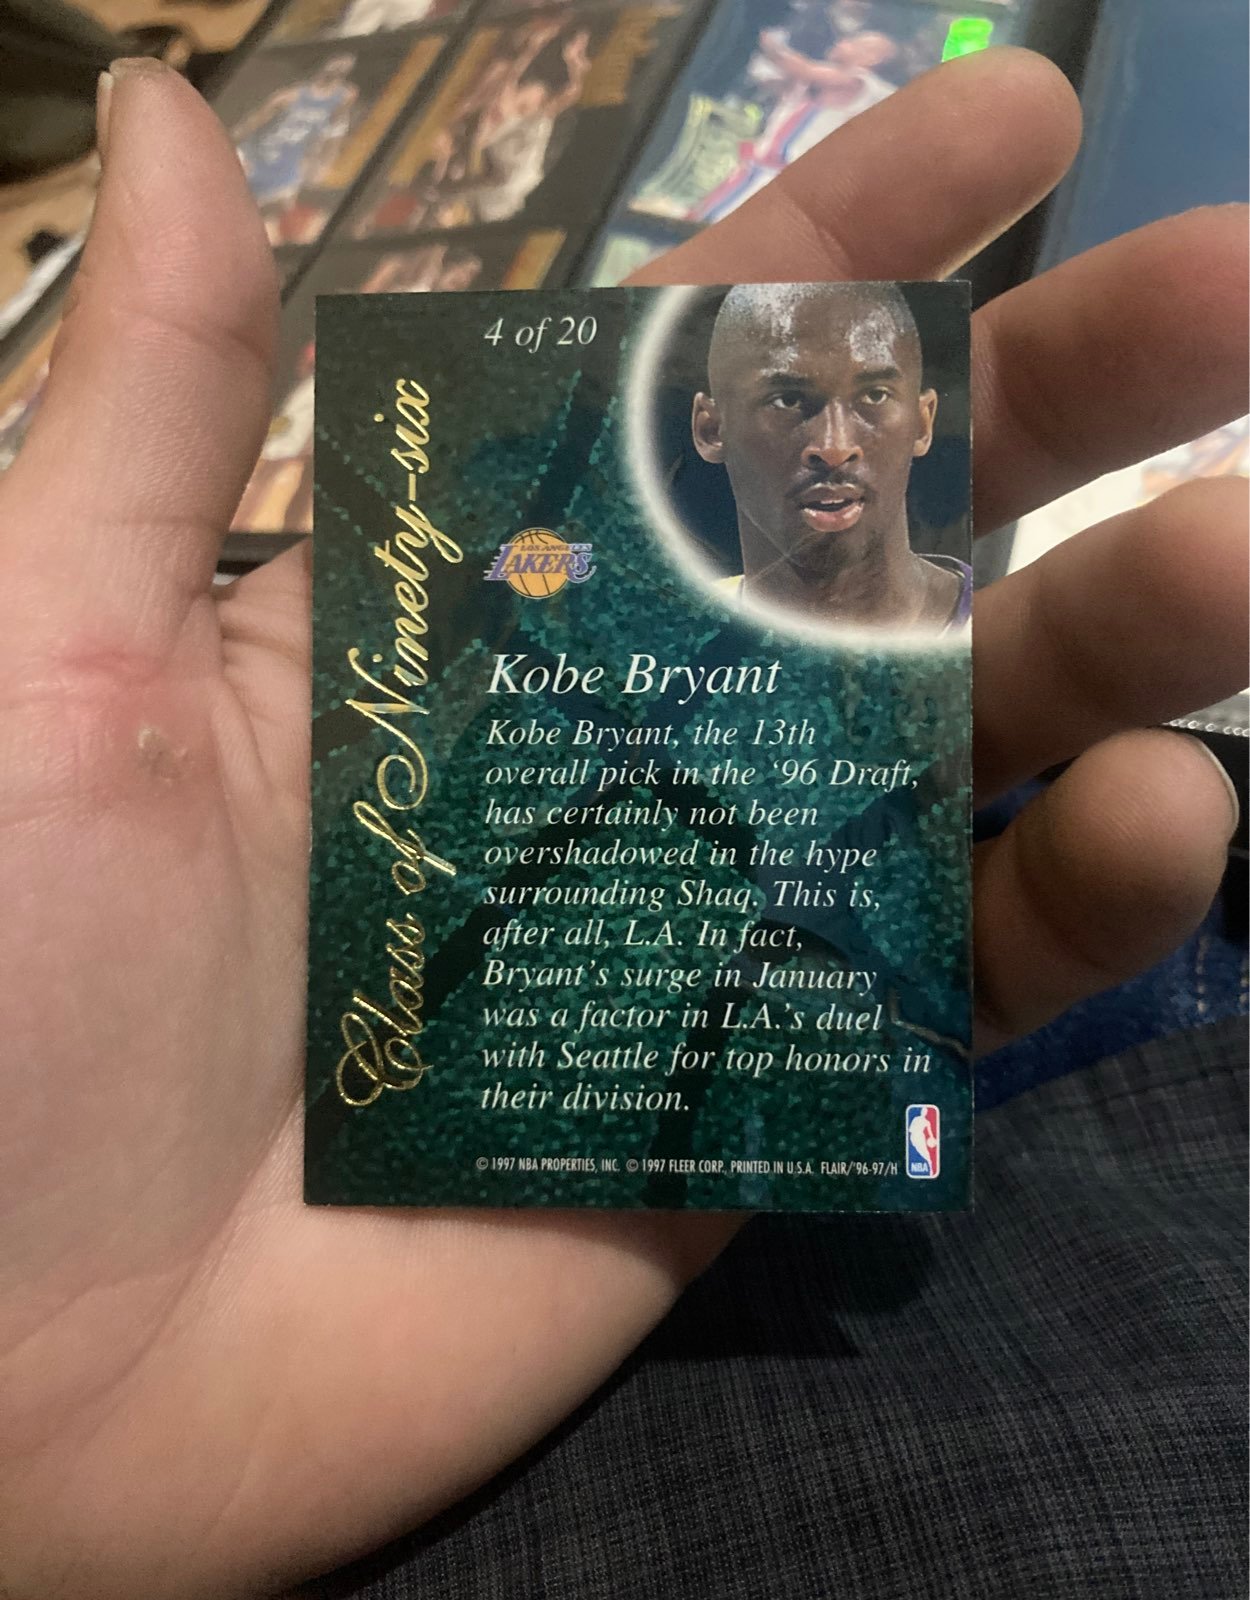 4 of 20
Class of Ninety-six
LOS ANGELES
LAKERS
Kobe Bryant
Kobe Bryant, the 13th
overall pick in the ‘96 Draft,
has certainly not been
overshadowed in the hype
surrounding Shaq. This is,
after all, L.A. In fact,
Bryant’s surge in January
was a factor in L.A.’s duel
with Seattle for top honors in
their division.
© 1997 NBA PROPERTIES, INC. © 1997 FLEER CORP., PRINTED IN U.S.A. FLAIR/’96-97/H
NBA